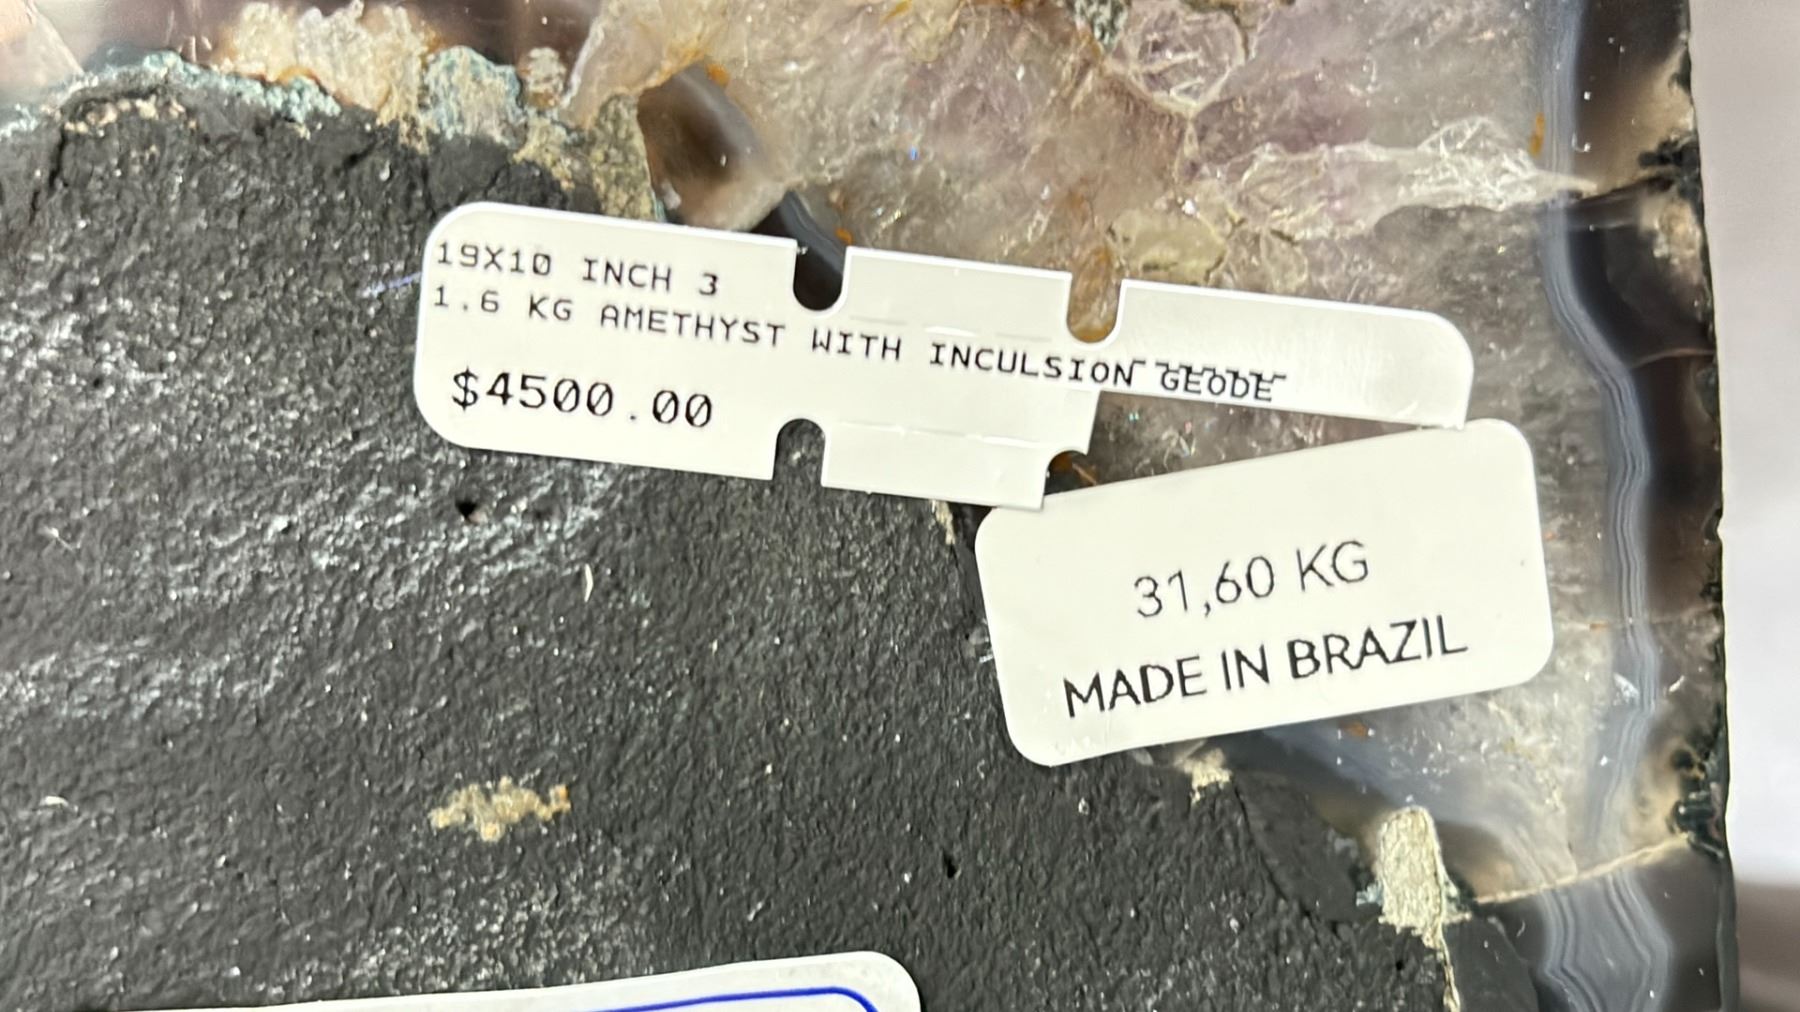 19X10 INCH 3
1.6 KG AMETHYST WITH INCULSION GEODE
$4500.00
31,60 KG
MADE IN BRAZIL